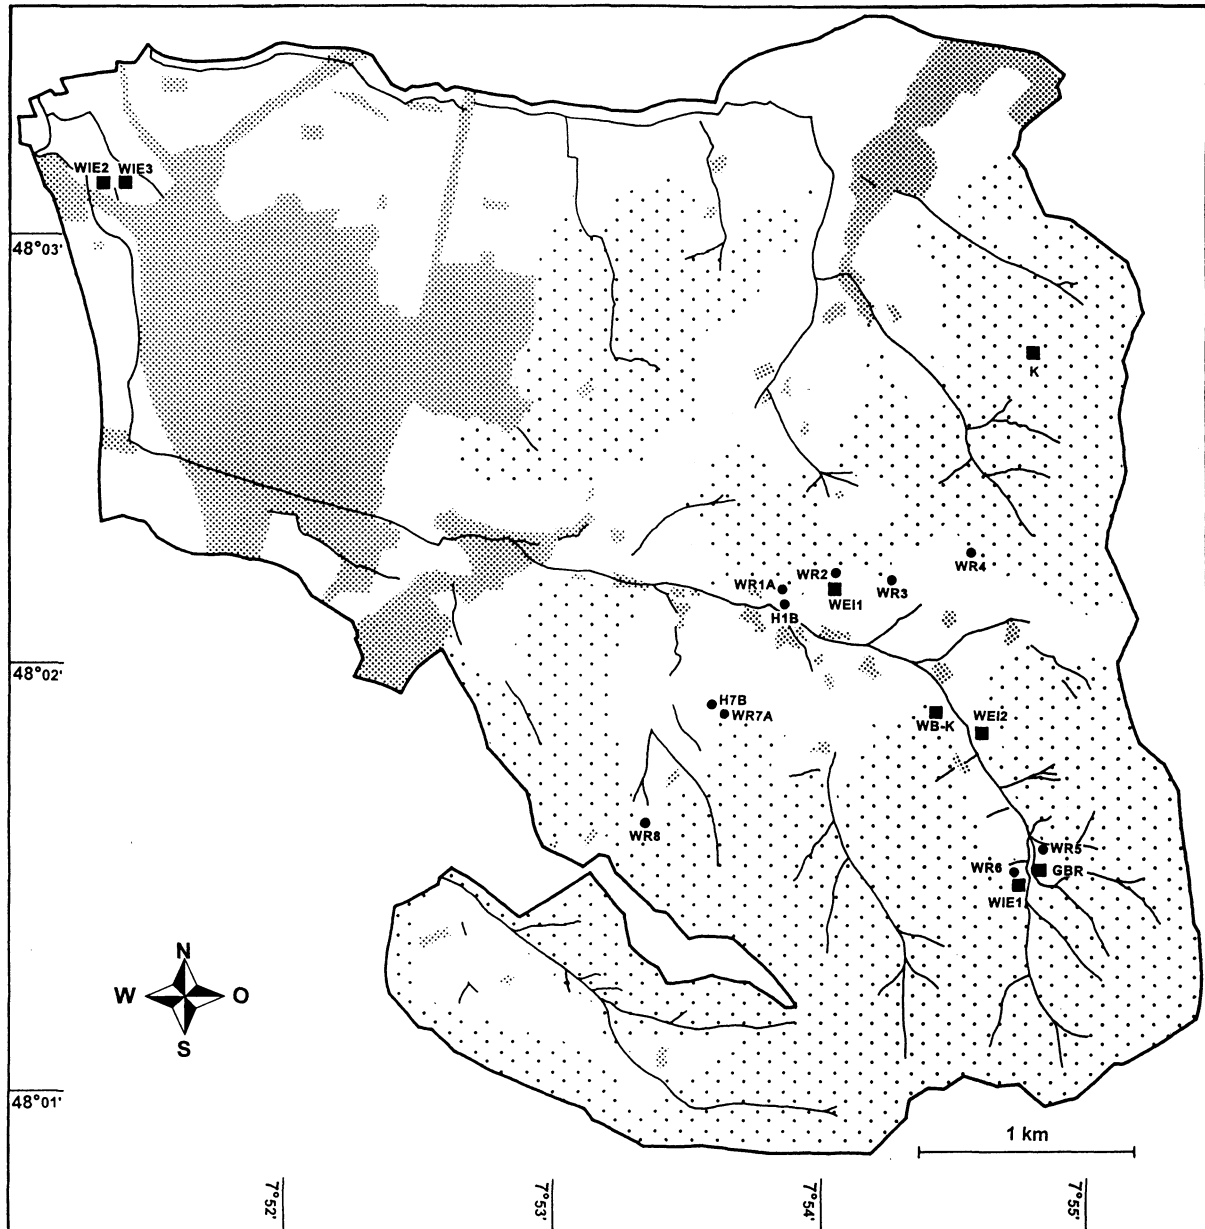 WIE2 WIE3
48°03'
K
WR4
WR2
WR1A
WR3
WEI1
H1B
48°02'
H7B
WR7A
WB-K
WEI2
WR8
WR5
WR6
GBR
WIE1
N
W O
S
48°01'
1 km
7°52'
7°53'
7°54'
7°55'